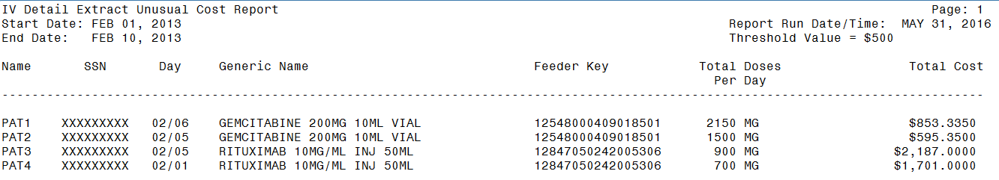 IV Detail Extract Unusual Cost Report Page: 1
Start Date: FEB 01, 2013 Report Run Date/Time: MAY 31, 2016
End Date: FEB 10, 2013 Threshold Value = $500
Name SSN Day Generic Name Feeder Key Total Doses Total Cost
Per Day
PAT1 XXXXXXXXX 02/06 GEMCITABINE 200MG 10ML VIAL 12548000409018501 2150 MG $853.3350
PAT2 XXXXXXXXX 02/05 GEMCITABINE 200MG 10ML VIAL 12548000409018501 1500 MG $595.3500
PAT3 XXXXXXXXX 02/05 RITUXIMAB 10MG/ML INJ 50ML 12847050242005306 900 MG $2,187.0000
PAT4 XXXXXXXXX 02/01 RITUXIMAB 10MG/ML INJ 50ML 12847050242005306 700 MG $1,701.0000